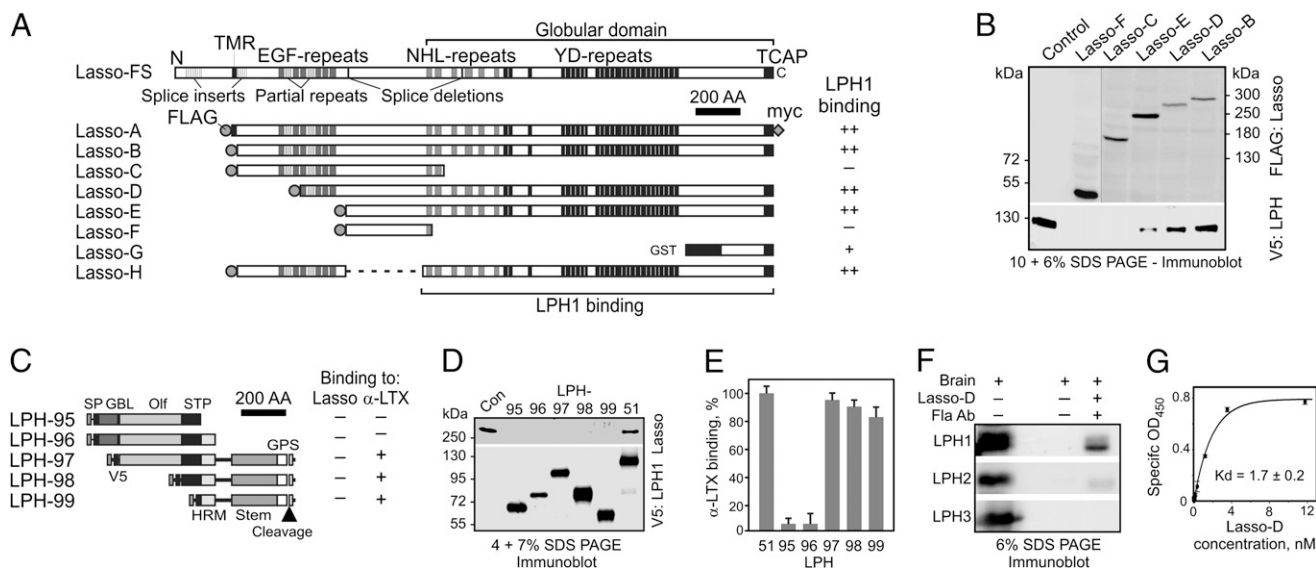 A
Globular domain
N
TMR
EGF-repeats
NHL-repeats
YD-repeats
TCAP
Lasso-FS
C
Splice inserts
Partial repeats
Splice deletions
200 AA
LPH1 binding
FLAG
myc
Lasso-A ++
Lasso-B ++
Lasso-C –
Lasso-D ++
Lasso-E ++
Lasso-F –
Lasso-G GST +
Lasso-H ++
LPH1 binding
B
Control
Lasso-F
Lasso-C
Lasso-E
Lasso-D
Lasso-B
kDa
kDa
300
250
180
130
72
55
130
FLAG: Lasso
V5: LPH
10 + 6% SDS PAGE - Immunoblot
C
200 AA
Binding to:
Lasso α-LTX
SP GBL Olf STP
LPH-95 – –
LPH-96 – –
GPS
LPH-97 – +
V5
LPH-98 – +
LPH-99 – +
HRM Stem
Cleavage
D
LPH-
Con 95 96 97 98 99 51
kDa
250
130
95
72
55
Lasso
V5: LPH1
4 + 7% SDS PAGE
Immunoblot
E
α-LTX binding, %
100
80
60
40
20
0
51 95 96 97 98 99
LPH
F
Brain + + +
Lasso-D – +
Fla Ab +
LPH1
LPH2
LPH3
6% SDS PAGE
Immunoblot
G
Specifc OD450
0.8
0.4
0
Kd = 1.7 ± 0.2
0 4 8 12
Lasso-D
concentration, nM